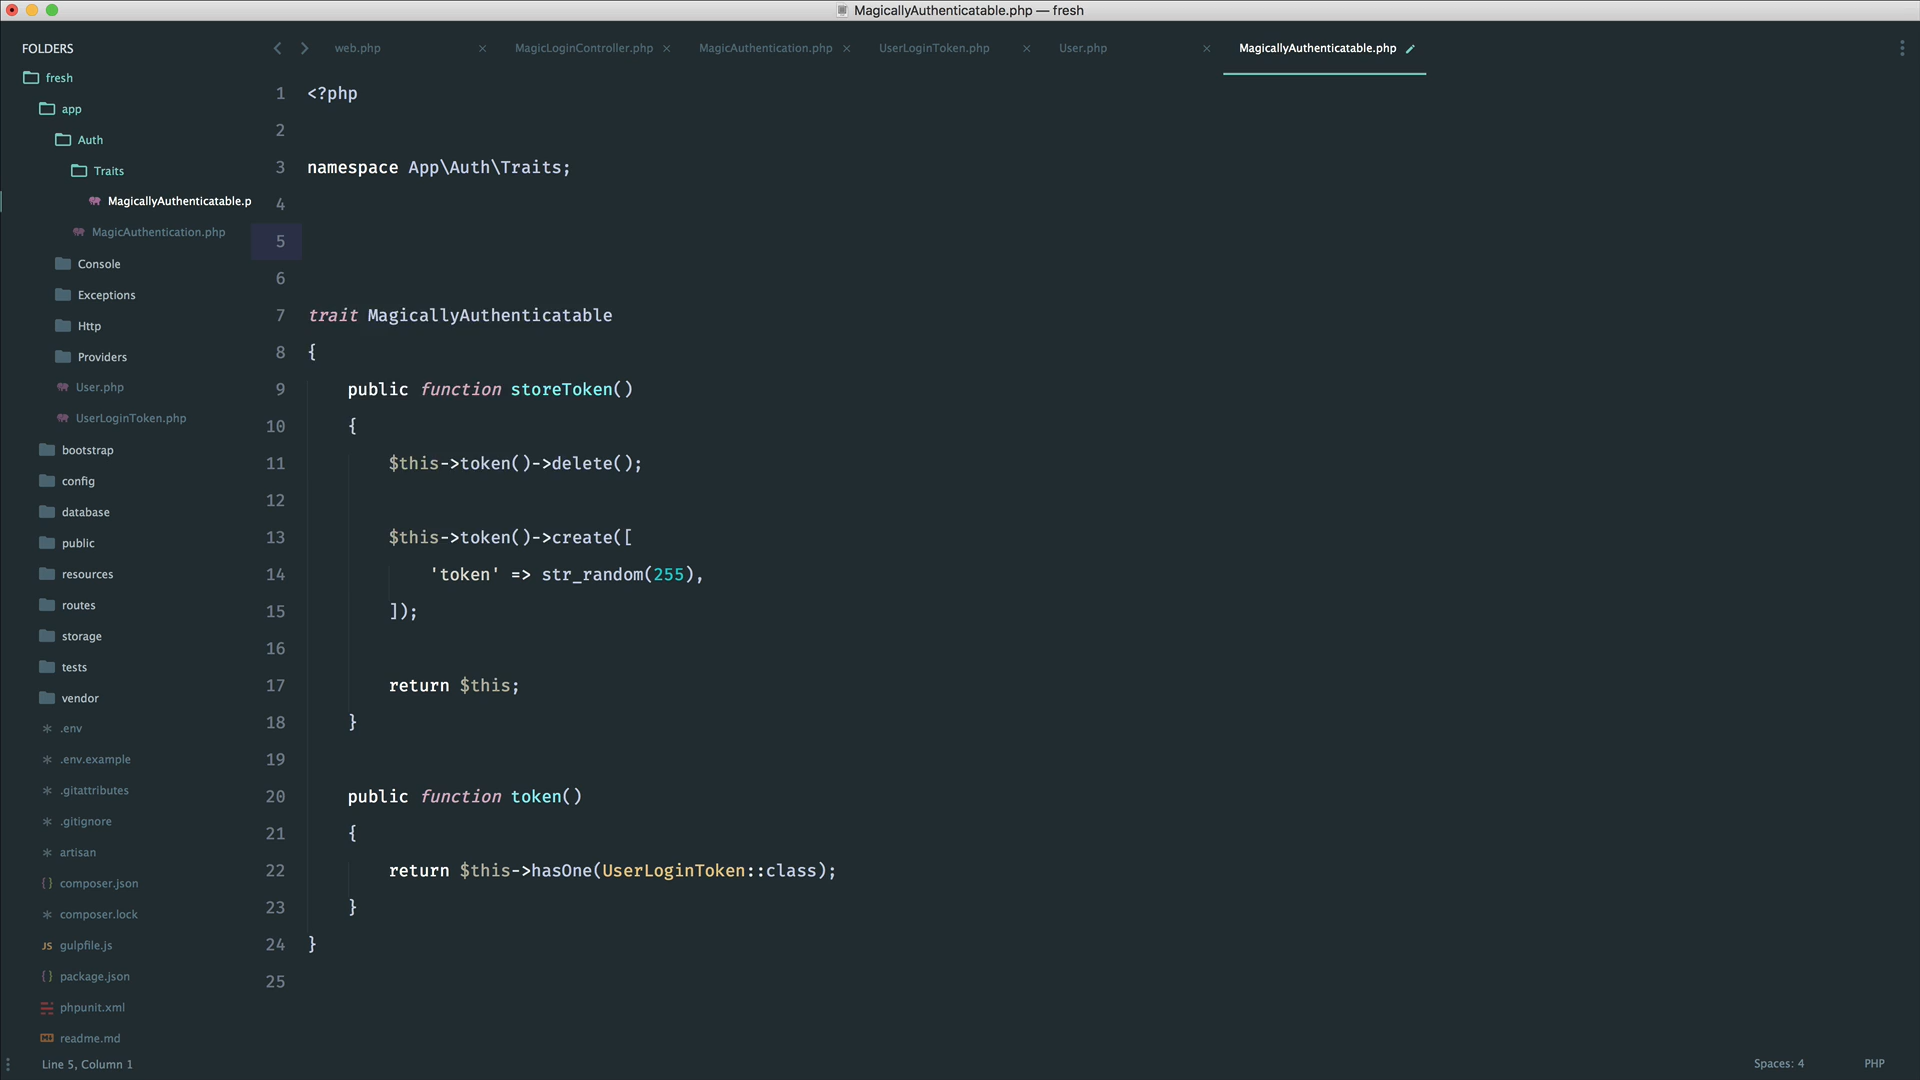 MagicallyAuthenticatable.php — fresh
FOLDERS
fresh
app
Auth
Traits
MagicallyAuthenticatable.p
MagicAuthentication.php
Console
Exceptions
Http
Providers
User.php
UserLoginToken.php
bootstrap
config
database
public
resources
routes
storage
tests
vendor
.env
.env.example
.gitattributes
.gitignore
artisan
composer.json
composer.lock
gulpfile.js
package.json
phpunit.xml
readme.md
web.php MagicLoginController.php MagicAuthentication.php UserLoginToken.php User.php MagicallyAuthenticatable.php
1 <?php
2
3 namespace App\Auth\Traits;
4
5
6
7 trait MagicallyAuthenticatable
8 {
9     public function storeToken()
10     {
11         $this->token()->delete();
12
13         $this->token()->create([
14             'token' => str_random(255),
15         ]);
16
17         return $this;
18     }
19
20     public function token()
21     {
22         return $this->hasOne(UserLoginToken::class);
23     }
24 }
25
Line 5, Column 1 Spaces: 4 PHP